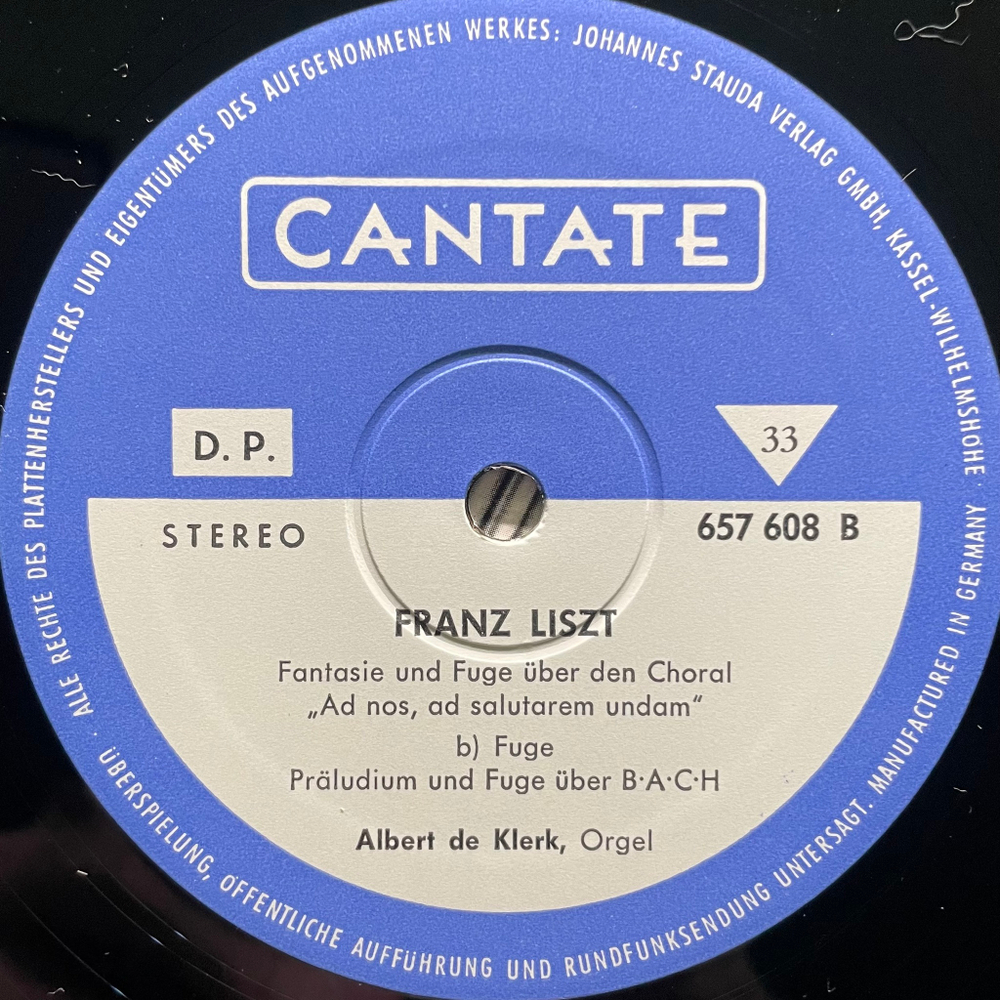 ALLE RECHTE DES PLATTENHERSTELLERS UND EIGENTÜMERS DES AUFGENOMMENEN WERKES: JOHANNES STAUDA VERLAG GMBH, KASSEL-WILHELMSHÖHE · MANUFACTURED IN GERMANY
· ÜBERSPIELUNG, ÖFFENTLICHE AUFFÜHRUNG UND RUNDFUNKSENDUNG UNTERSAGT.
CANTATE
D. P.
33
STEREO
657 608 B
FRANZ LISZT
Fantasie und Fuge über den Choral
„Ad nos, ad salutarem undam“
b) Fuge
Präludium und Fuge über B·A·C·H
Albert de Klerk, Orgel